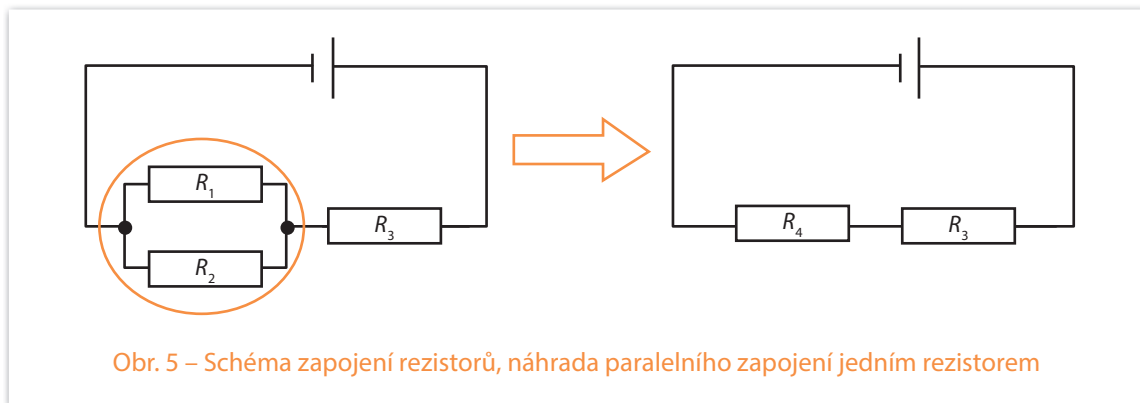 R₁
R₂
R₃
R₄
R₃
Obr. 5 – Schéma zapojení rezistorů, náhrada paralelního zapojení jedním rezistorem